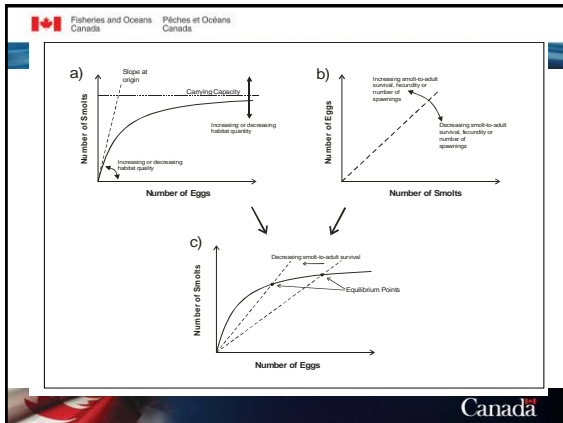 Fisheries and Oceans Pêches et Océans
Canada Canada
a)
Slope at
origin
Carrying Capacity
Increasing or decreasing
habitat quantity
Increasing or decreasing
habitat quality
Number of Smolts
Number of Eggs
b)
Increasing smolt-to-adult
survival, fecundity or
number of
spawnings
Decreasing smolt-to-adult
survival, fecundity or
number of
spawnings
Number of Eggs
Number of Smolts
c)
Decreasing smolt-to-adult survival
Equilibrium Points
Number of Smolts
Number of Eggs
Canada